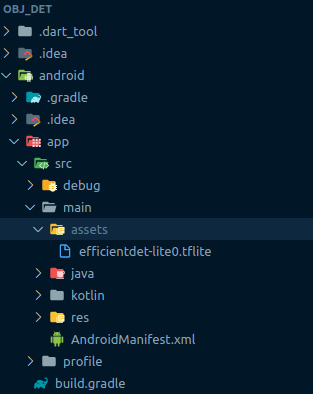 OBJ_DET
.dart_tool
.idea
android
.gradle
.idea
app
src
debug
main
assets
efficientdet-lite0.tflite
java
kotlin
res
AndroidManifest.xml
profile
build.gradle